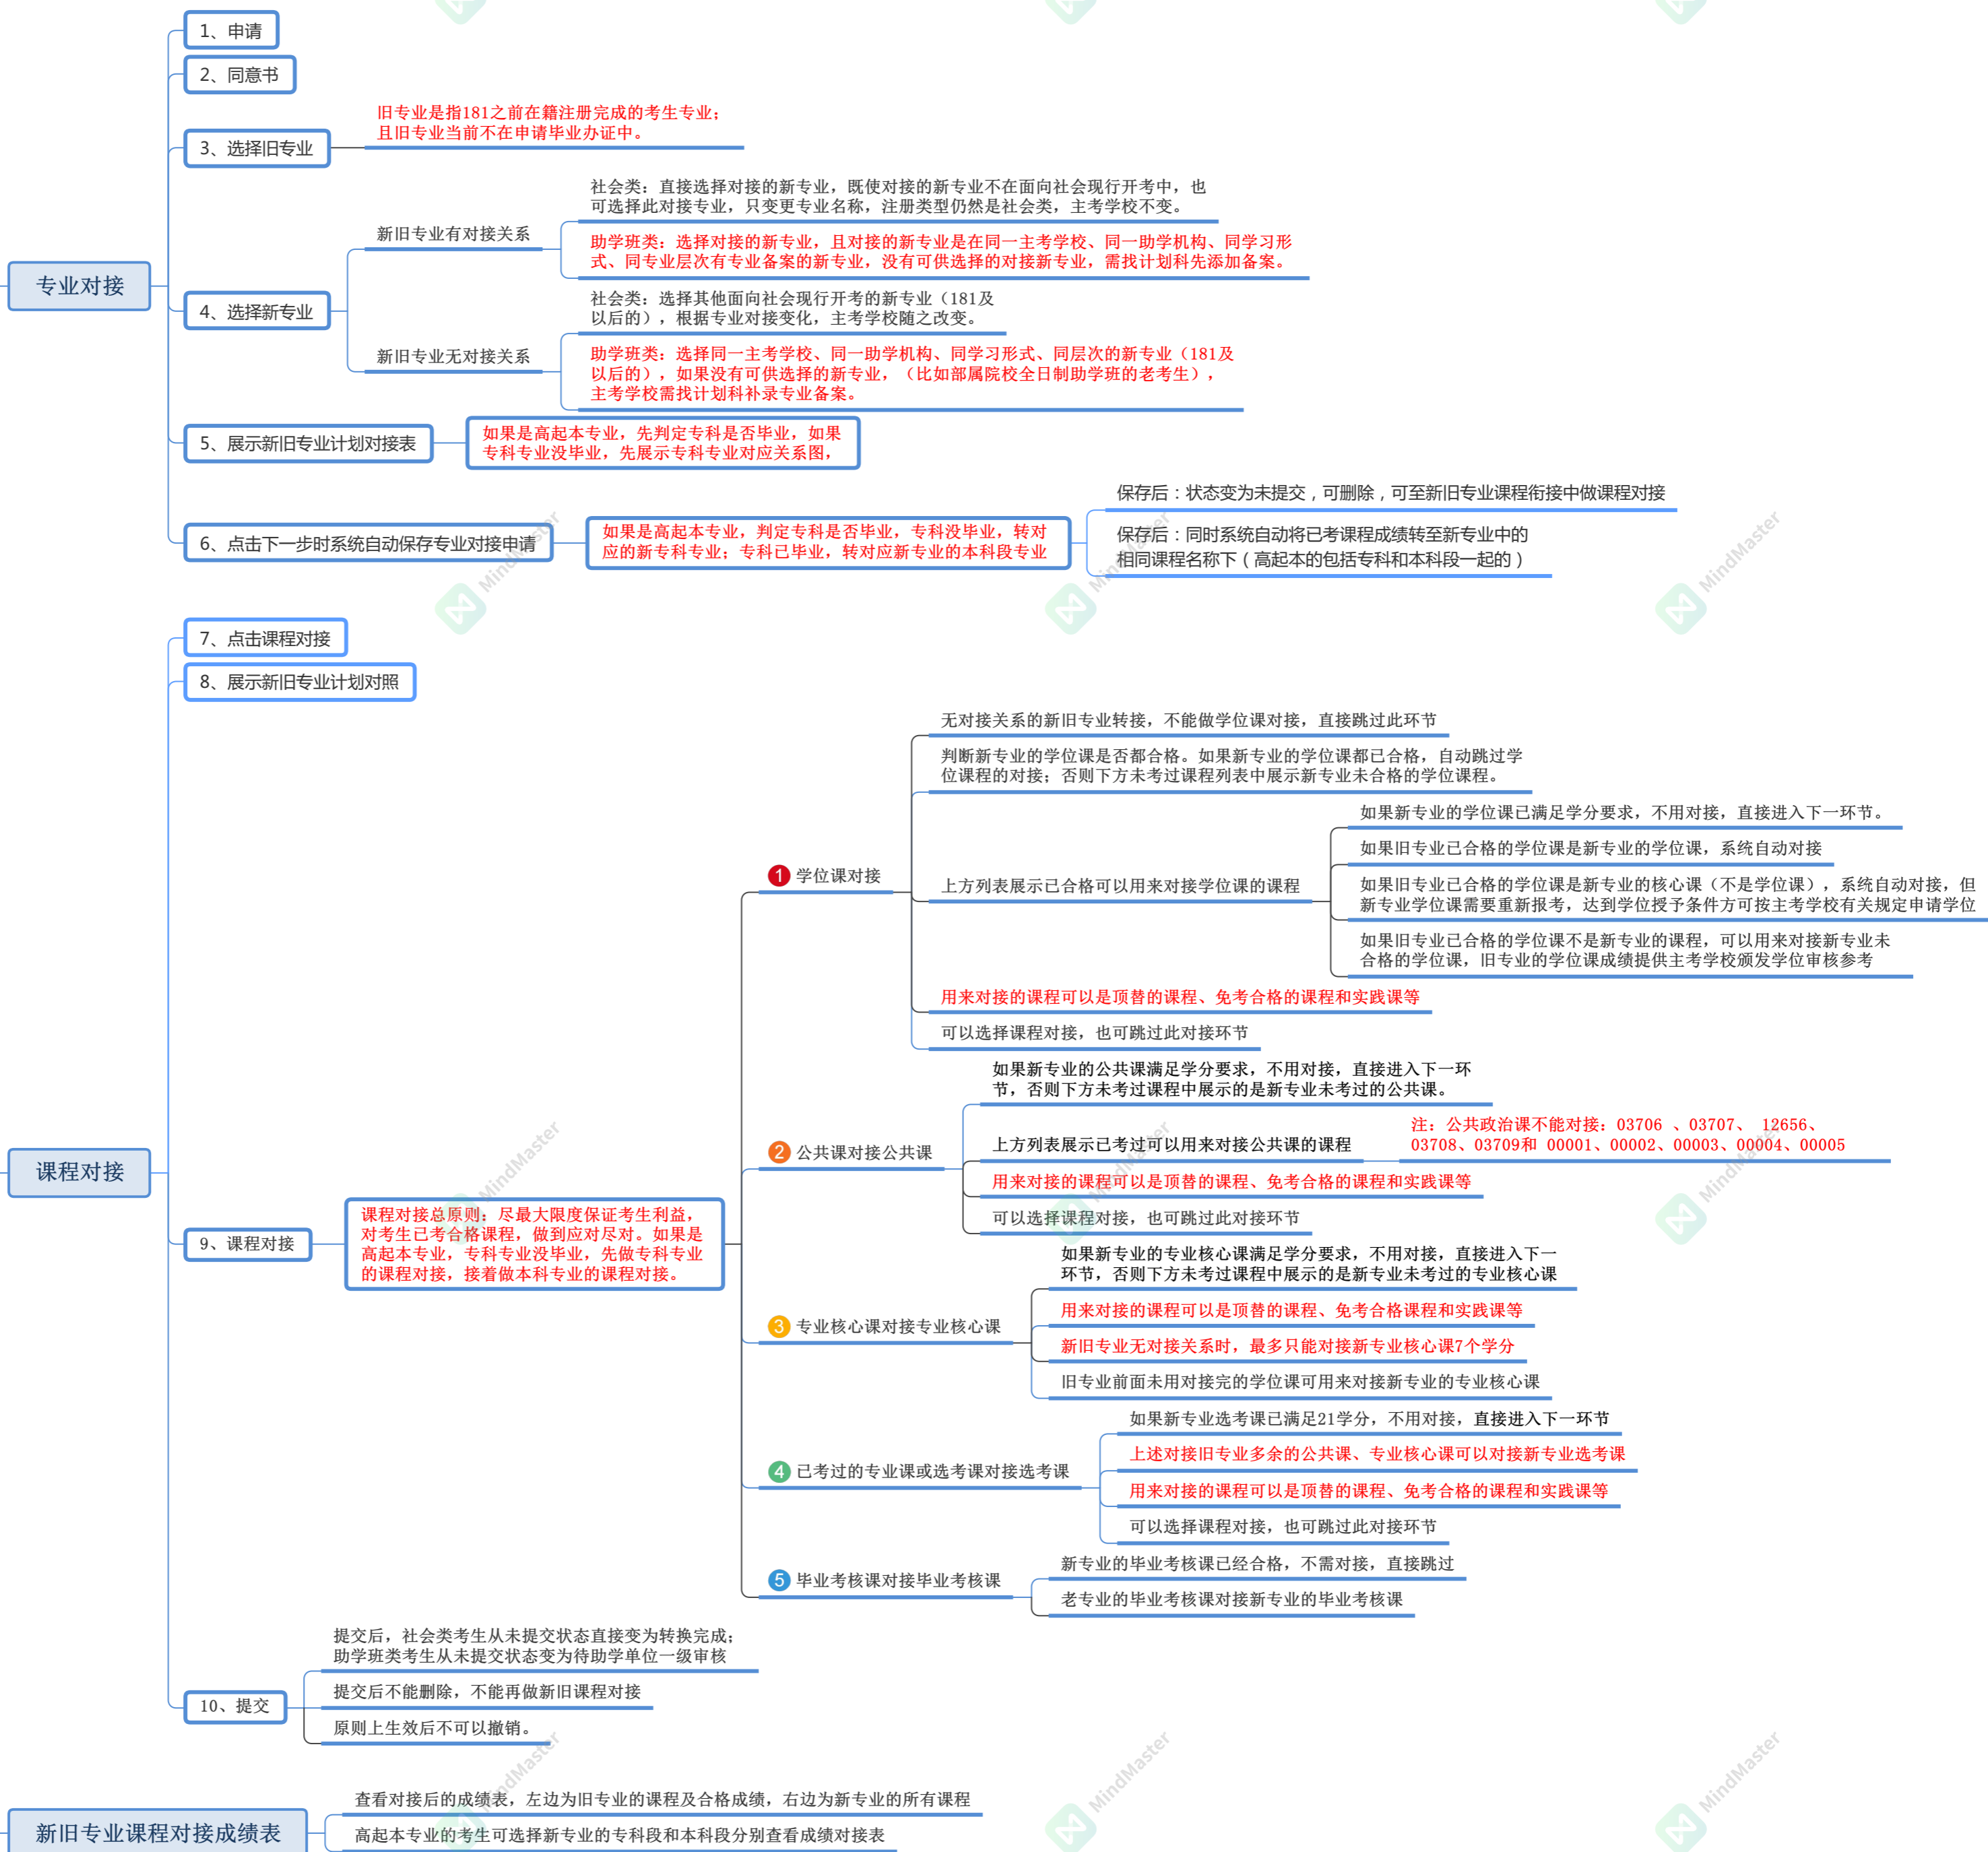 1、申请
2、同意书
旧专业是指181之前在籍注册完成的考生专业；
且旧专业当前不在申请毕业办证中。
3、选择旧专业
社会类：直接选择对接的新专业，既使对接的新专业不在面向社会现行开考中，也
可选择此对接专业，只变更专业名称，注册类型仍然是社会类，主考学校不变。
新旧专业有对接关系
助学班类：选择对接的新专业，且对接的新专业是在同一主考学校、同一助学机构、同学习形
式、同专业层次有专业备案的新专业，没有可供选择的对接新专业，需找计划科先添加备案。
专业对接
4、选择新专业
社会类：选择其他面向社会现行开考的新专业（181及
以后的），根据专业对接变化，主考学校随之改变。
新旧专业无对接关系
助学班类：选择同一主考学校、同一助学机构、同学习形式、同层次的新专业（181及
以后的），如果没有可供选择的新专业，（比如部属院校全日制助学班的老考生），
主考学校需找计划科补录专业备案。
5、展示新旧专业计划对接表
如果是高起本专业，先判定专科是否毕业，如果
专科专业没毕业，先展示专科专业对应关系图，
6、点击下一步时系统自动保存专业对接申请
如果是高起本专业，判定专科是否毕业，专科没毕业，转对
应的新专科专业；专科已毕业，转对应新专业的本科段专业
保存后：状态变为未提交，可删除，可至新旧专业课程衔接中做课程对接
保存后：同时系统自动将已考课程成绩转至新专业中的
相同课程名称下（高起本的包括专科和本科段一起的）
7、点击课程对接
8、展示新旧专业计划对照
无对接关系的新旧专业转接，不能做学位课对接，直接跳过此环节
判断新专业的学位课是否都合格。如果新专业的学位课都已合格，自动跳过学
位课程的对接；否则下方未考过课程列表中展示新专业未合格的学位课程。
1 学位课对接
上方列表展示已合格可以用来对接学位课的课程
如果新专业的学位课已满足学分要求，不用对接，直接进入下一环节。
如果旧专业已合格的学位课是新专业的学位课，系统自动对接
如果旧专业已合格的学位课是新专业的核心课（不是学位课），系统自动对接，但
新专业学位课需要重新报考，达到学位授予条件方可按主考学校有关规定申请学位
如果旧专业已合格的学位课不是新专业的课程，可以用来对接新专业未
合格的学位课，旧专业的学位课成绩提供主考学校颁发学位审核参考
用来对接的课程可以是顶替的课程、免考合格的课程和实践课等
可以选择课程对接，也可跳过此对接环节
如果新专业的公共课满足学分要求，不用对接，直接进入下一环
节，否则下方未考过课程中展示的是新专业未考过的公共课。
2 公共课对接公共课
上方列表展示已考过可以用来对接公共课的课程
注：公共政治课不能对接：03706 、03707、 12656、
03708、03709和 00001、00002、00003、00004、00005
用来对接的课程可以是顶替的课程、免考合格的课程和实践课等
可以选择课程对接，也可跳过此对接环节
课程对接
9、课程对接
课程对接总原则：尽最大限度保证考生利益，
对考生已考合格课程，做到应对尽对。如果是
高起本专业，专科专业没毕业，先做专科专业
的课程对接，接着做本科专业的课程对接。
如果新专业的专业核心课满足学分要求，不用对接，直接进入下一
环节，否则下方未考过课程中展示的是新专业未考过的专业核心课
用来对接的课程可以是顶替的课程、免考合格课程和实践课等
3 专业核心课对接专业核心课
新旧专业无对接关系时，最多只能对接新专业核心课7个学分
旧专业前面未用对接完的学位课可用来对接新专业的专业核心课
如果新专业选考课已满足21学分，不用对接，直接进入下一环节
上述对接旧专业多余的公共课、专业核心课可以对接新专业选考课
4 已考过的专业课或选考课对接选考课
用来对接的课程可以是顶替的课程、免考合格的课程和实践课等
可以选择课程对接，也可跳过此对接环节
新专业的毕业考核课已经合格，不需对接，直接跳过
5 毕业考核课对接毕业考核课
老专业的毕业考核课对接新专业的毕业考核课
提交后，社会类考生从未提交状态直接变为转换完成；
助学班类考生从未提交状态变为待助学单位一级审核
10、提交
提交后不能删除，不能再做新旧课程对接
原则上生效后不可以撤销。
新旧专业课程对接成绩表
查看对接后的成绩表，左边为旧专业的课程及合格成绩，右边为新专业的所有课程
高起本专业的考生可选择新专业的专科段和本科段分别查看成绩对接表
MindMaster
MindMaster
MindMaster
MindMaster
MindMaster
MindMaster
MindMaster
MindMaster
MindMaster